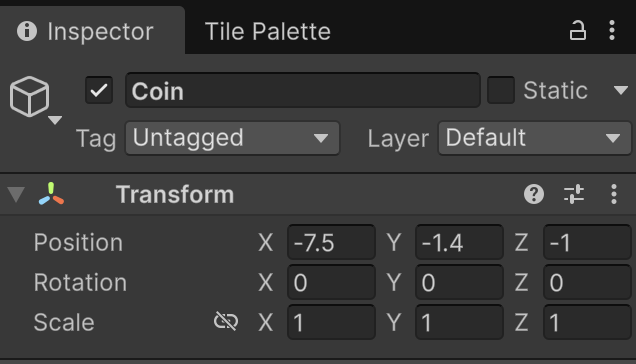 Inspector Tile Palette
Coin Static
Tag Untagged Layer Default
Transform
Position X -7.5 Y -1.4 Z -1
Rotation X 0 Y 0 Z 0
Scale X 1 Y 1 Z 1